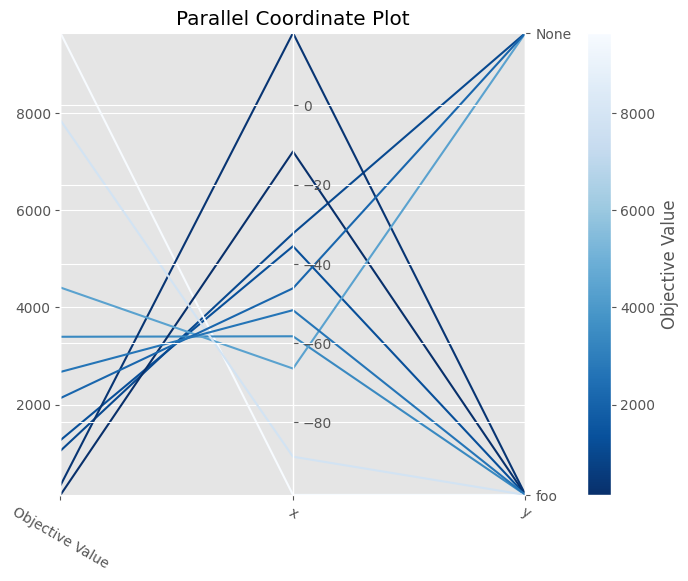 Parallel Coordinate Plot
8000
6000
4000
2000
0
−20
−40
−60
−80
None
foo
8000
6000
4000
2000
Objective Value
Objective Value
x
y